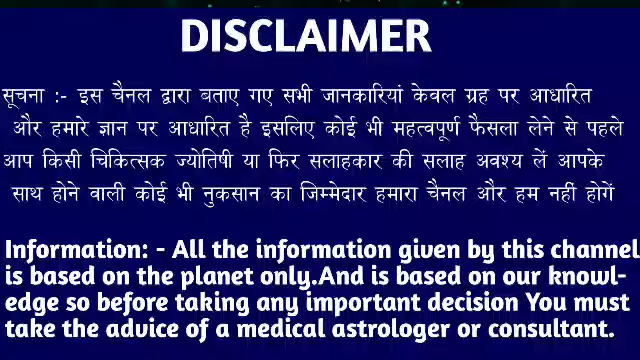 DISCLAIMER
सूचना :- इस चैनल द्वारा बताए गए सभी जानकारियां केवल ग्रह पर आधारित
और हमारे ज्ञान पर आधारित है इसलिए कोई भी महत्वपूर्ण फैसला लेने से पहले
आप किसी चिकित्सक ज्योतिषी या फिर सलाहकार की सलाह अवश्य लें आपके
साथ होने वाली कोई भी नुकसान का जिम्मेदार हमारा चैनल और हम नहीं होगें
Information: - All the information given by this channel
is based on the planet only.And is based on our knowl-
edge so before taking any important decision You must
take the advice of a medical astrologer or consultant.